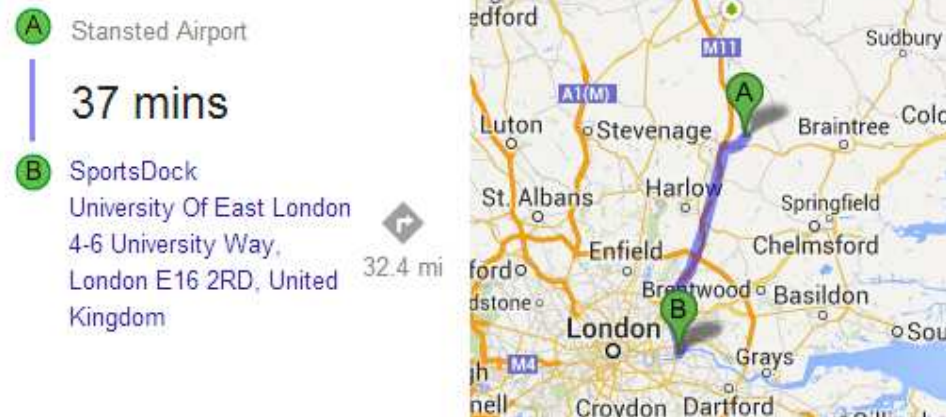 A Stansted Airport
37 mins
B SportsDock
University Of East London
4-6 University Way,
London E16 2RD, United
Kingdom
32.4 mi
edford
M11
Sudbury
A1(M)
A
Luton
Stevenage
Braintree
Colc
St. Albans
Harlow
Springfield
Chelmsford
Enfield
ford
Brentwood
Basildon
dstone
B
London
Sou
M4
Grays
gh
nell
Croydon
Dartford